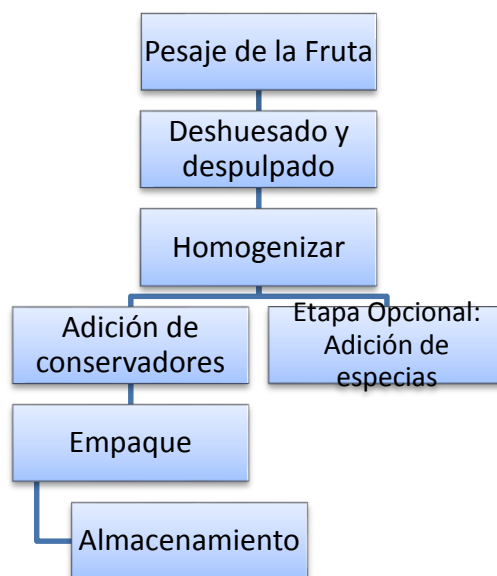 Pesaje de la Fruta
Deshuesado y
despulpado
Homogenizar
Adición de
conservadores
Etapa Opcional:
Adición de
especias
Empaque
Almacenamiento